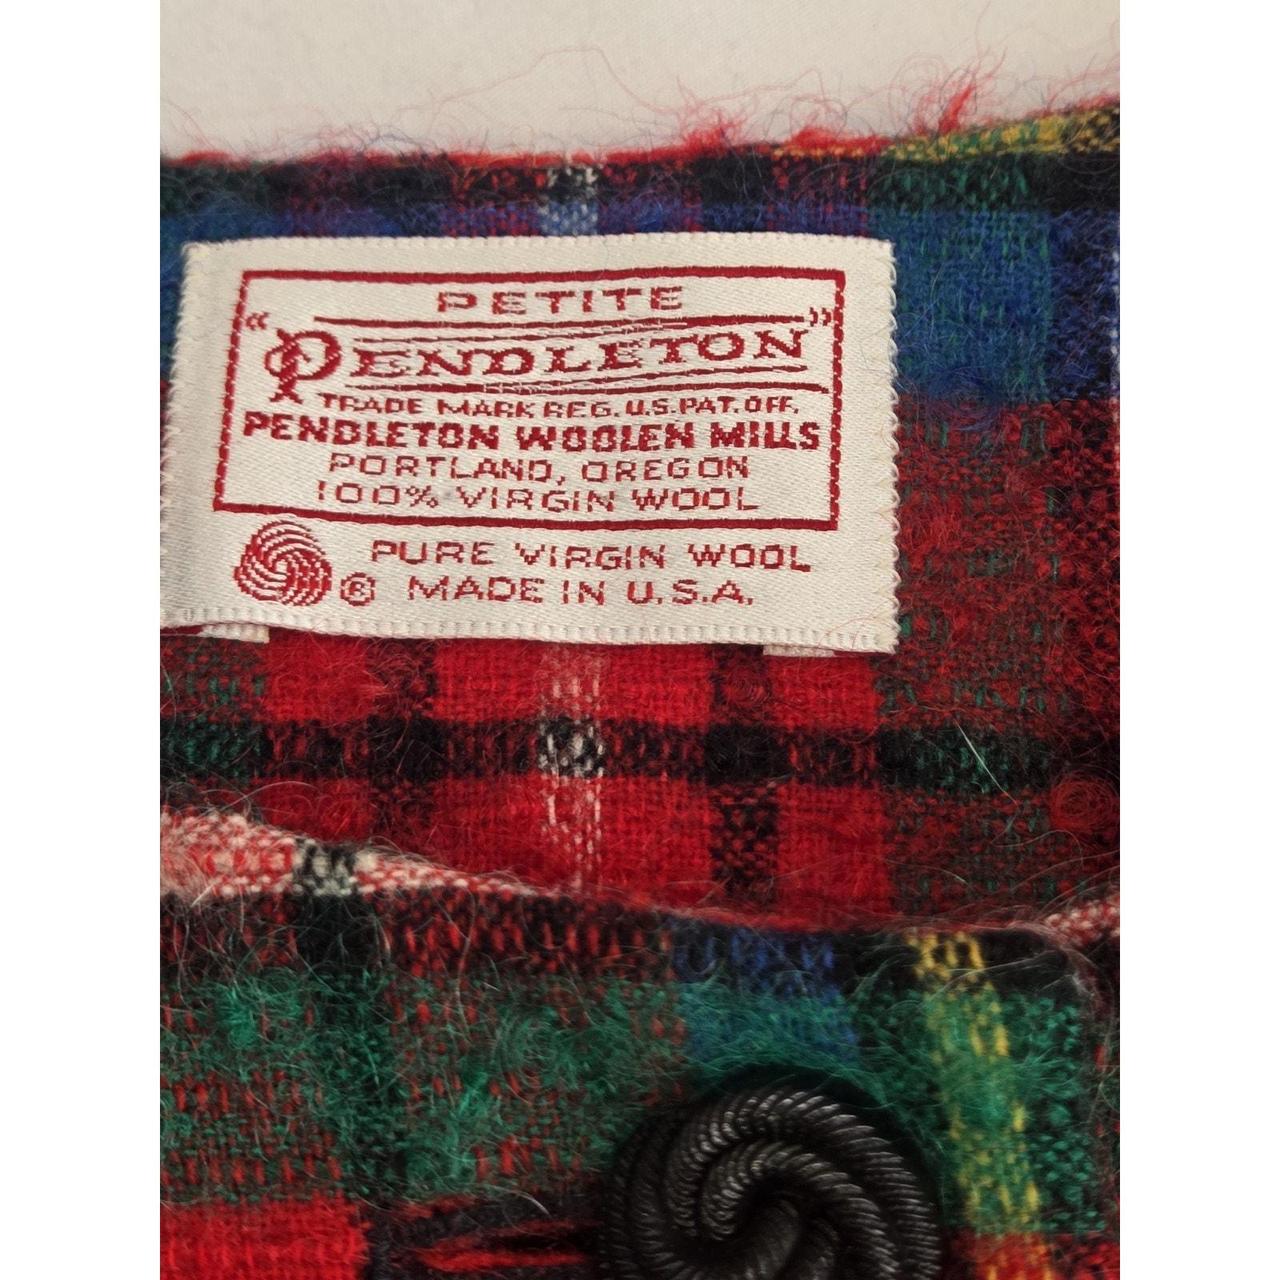 PETITE
"PENDLETON"
TRADE MARK REG. U.S. PAT. OFF.
PENDLETON WOOLEN MILLS
PORTLAND, OREGON
100% VIRGIN WOOL
PURE VIRGIN WOOL
® MADE IN U.S.A.